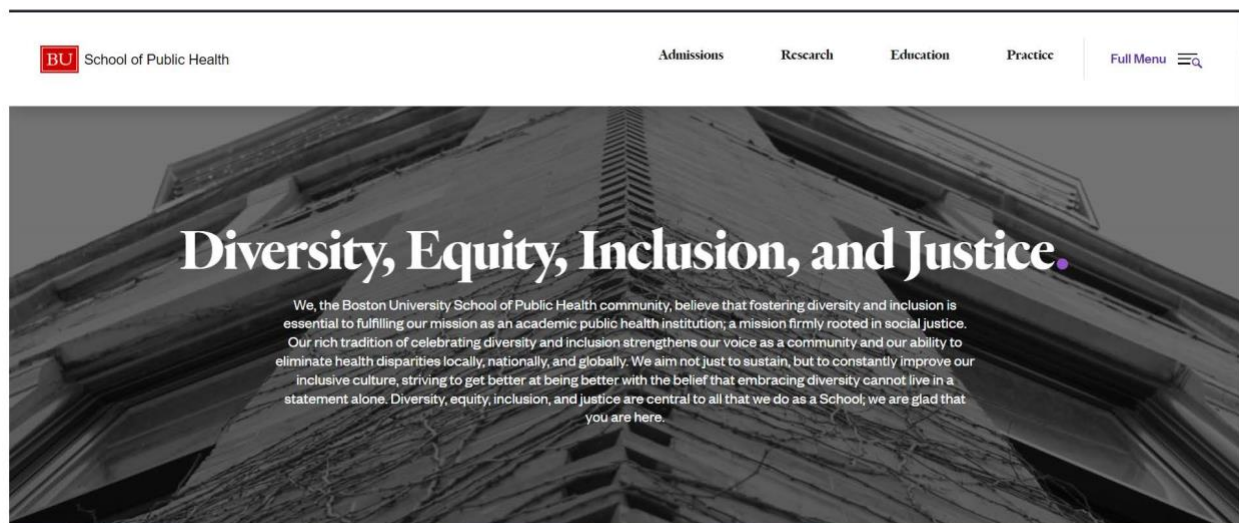 BU School of Public Health
Admissions Research Education Practice Full Menu
Diversity, Equity, Inclusion, and Justice.
We, the Boston University School of Public Health community, believe that fostering diversity and inclusion is
essential to fulfilling our mission as an academic public health institution; a mission firmly rooted in social justice.
Our rich tradition of celebrating diversity and inclusion strengthens our voice as a community and our ability to
eliminate health disparities locally, nationally, and globally. We aim not just to sustain, but to constantly improve our
inclusive culture, striving to get better at being better with the belief that embracing diversity cannot live in a
statement alone. Diversity, equity, inclusion, and justice are central to all that we do as a School; we are glad that
you are here.